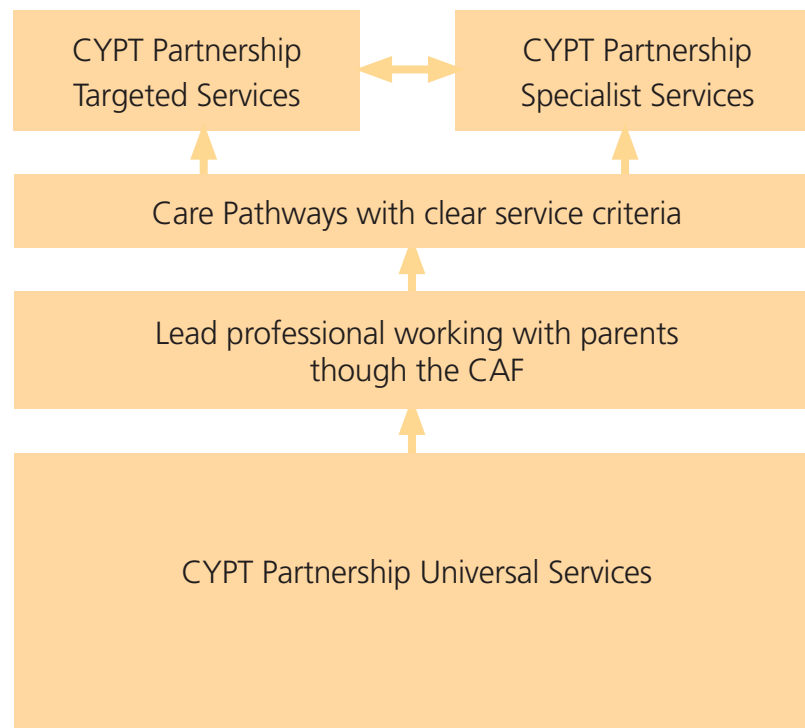 CYPT Partnership
Targeted Services
CYPT Partnership
Specialist Services
Care Pathways with clear service criteria
Lead professional working with parents
though the CAF
CYPT Partnership Universal Services